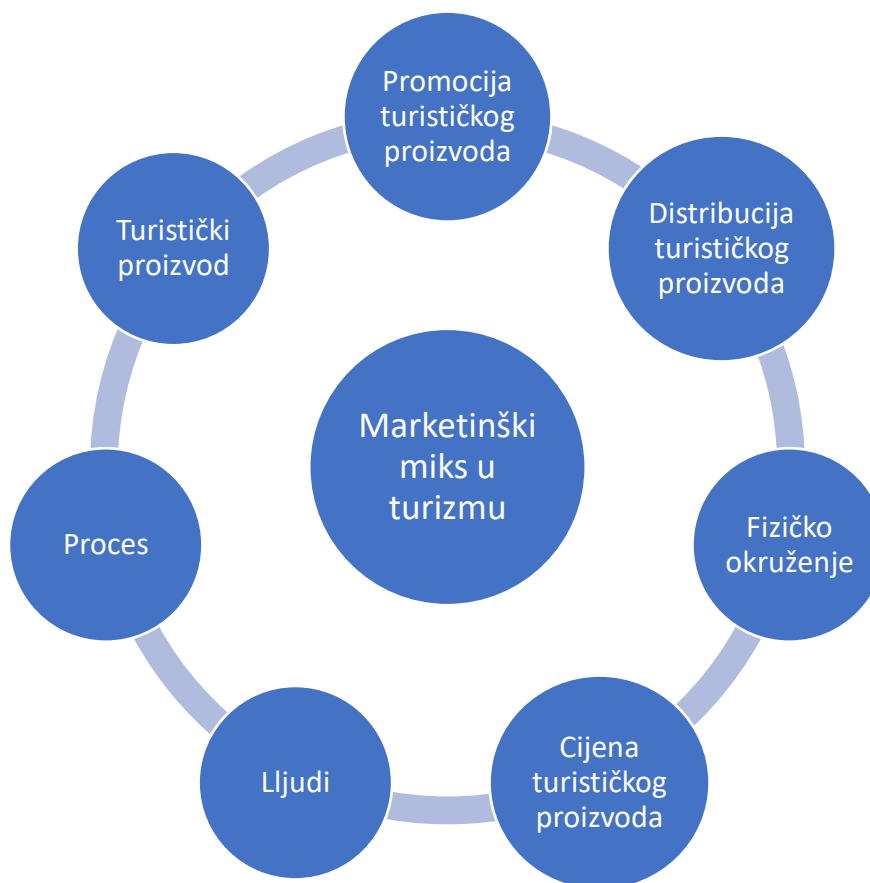 Promocija
turističkog
proizvoda
Distribucija
turističkog
proizvoda
Fizičko
okruženje
Cijena
turističkog
proizvoda
Lljudi
Proces
Turistički
proizvod
Marketinški
miks u
turizmu